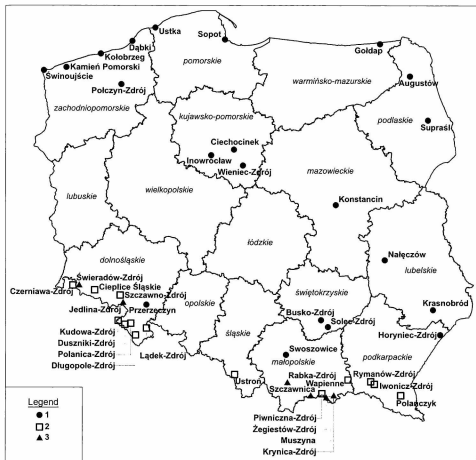 Ustka
Sopot
Dąbki
Kołobrzeg
Kamień Pomorski
Świnoujście
Gołdap
pomorskie
warmińsko-mazurskie
Augustów
Połczyn-Zdrój
zachodniopomorskie
kujawsko-pomorskie
podlaskie
Supraśl
Ciechocinek
Inowrocław
Wieniec-Zdrój
mazowieckie
lubuskie
wielkopolskie
Konstancin
łódzkie
Nałęczów
lubelskie
dolnośląskie
Świeradów-Zdrój
Czerniawa-Zdrój
Cieplice Śląskie
Szczawno-Zdrój
Jedlina-Zdrój
Przerzeczyn
opolskie
świętokrzyskie
Krasnobród
Busko-Zdrój
Solec-Zdrój
Horyniec-Zdrój
Kudowa-Zdrój
Duszniki-Zdrój
Polanica-Zdrój
Długopole-Zdrój
Lądek-Zdrój
śląskie
Swoszowice
małopolskie
podkarpackie
Ustroń
Rabka-Zdrój
Szczawnica
Wapienne
Rymanów-Zdrój
Iwonicz-Zdrój
Polańczyk
Piwniczna-Zdrój
Żegiestów-Zdrój
Muszyna
Krynica-Zdrój
Legend
1
2
3